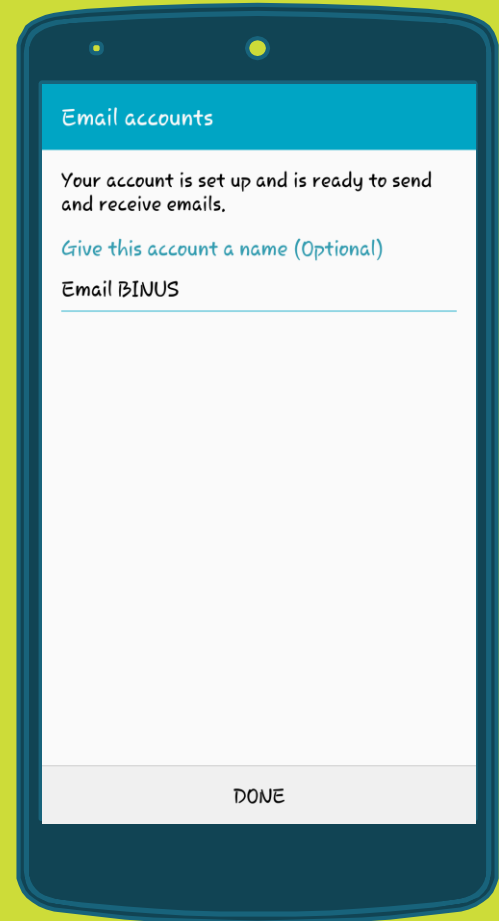 Email accounts
Your account is set up and is ready to send
and receive emails.
Give this account a name (Optional)
Email BINUS
DONE